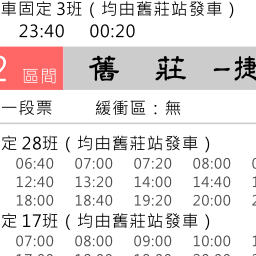 車固定 3班 ( 均由舊莊站發車 )
23:40 00:20
2 區間 舊 莊 －捷
一段票 緩衝區：無
定 28班 ( 均由舊莊站發車 )
06:40 07:00 07:20 08:00
12:40 13:20 14:00 14:40
18:00 18:40 19:20 20:00
定 17班 ( 均由舊莊站發車 )
07:00 08:00 09:00 10:00